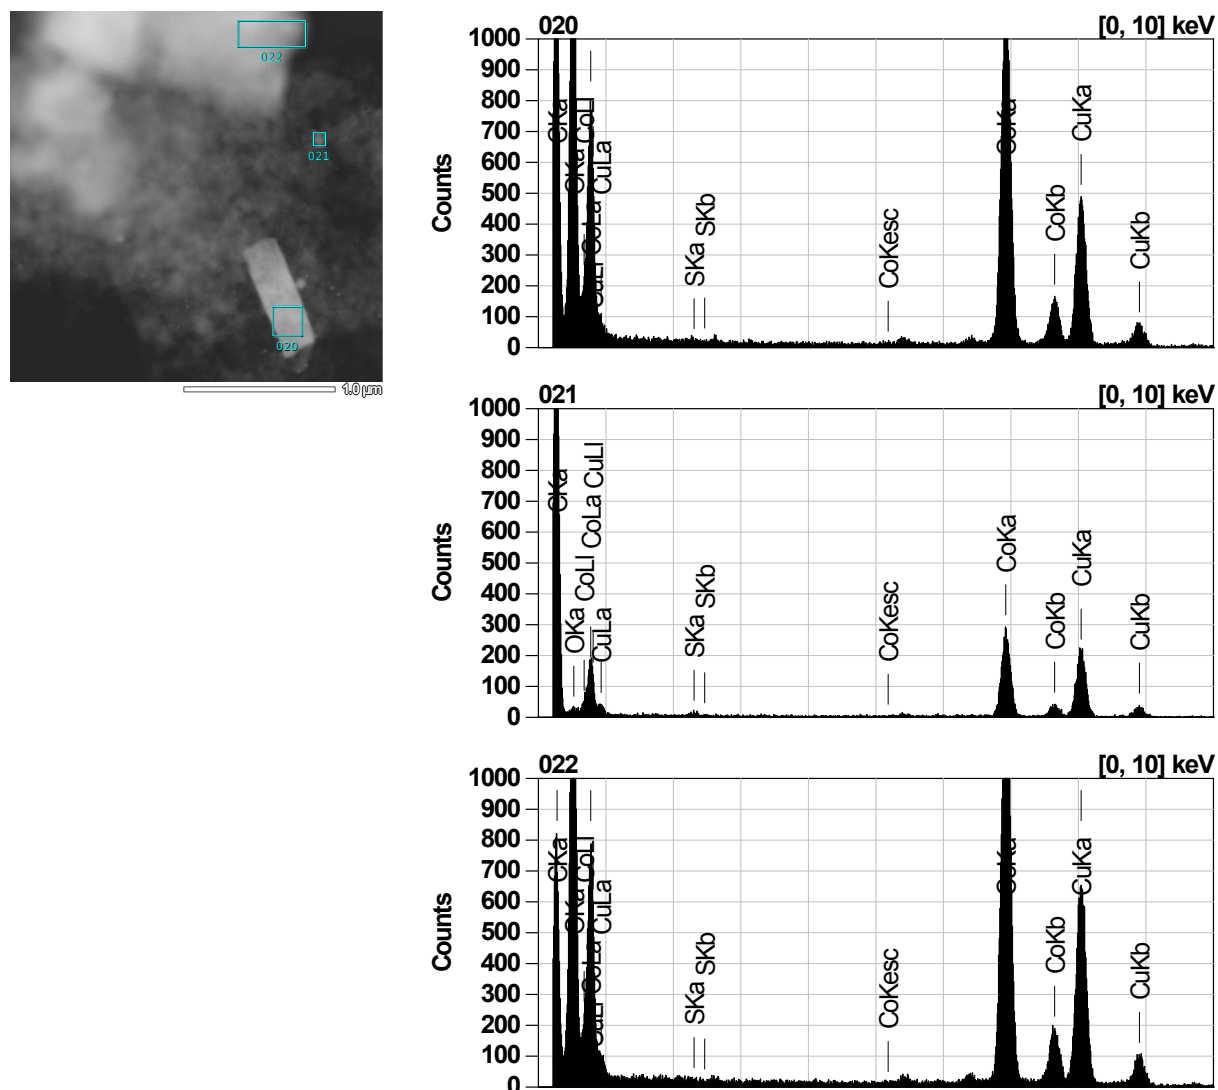 022
021
020
1.0 µm
020 [0, 10] keV
Counts
1000
900
800
700
600
500
400
300
200
100
0
CKa
OKa
CoLl
CoLa
CuLl
CuLa
SKa
SKb
CoKesc
CoKa
CoKb
CuKa
CuKb
021 [0, 10] keV
Counts
1000
900
800
700
600
500
400
300
200
100
0
CKa
OKa
CoLl
CoLa
CuLl
CuLa
SKa
SKb
CoKesc
CoKa
CoKb
CuKa
CuKb
022 [0, 10] keV
Counts
1000
900
800
700
600
500
400
300
200
100
0
CKa
OKa
CoLl
CoLa
CuLl
CuLa
SKa
SKb
CoKesc
CoKa
CoKb
CuKa
CuKb